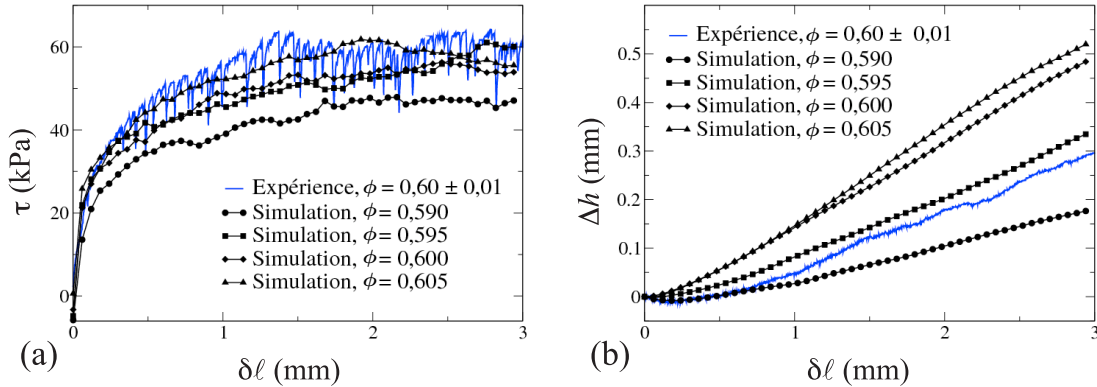 60
40
20
0
τ (kPa)
Expérience, ϕ = 0,60 ± 0,01
Simulation, ϕ = 0,590
Simulation, ϕ = 0,595
Simulation, ϕ = 0,600
Simulation, ϕ = 0,605
0 1 2 3
(a)
δℓ (mm)
0.5
0.4
0.3
0.2
0.1
0
Δh (mm)
Expérience, ϕ = 0,60 ± 0,01
Simulation, ϕ = 0,590
Simulation, ϕ = 0,595
Simulation, ϕ = 0,600
Simulation, ϕ = 0,605
0 1 2 3
(b)
δℓ (mm)